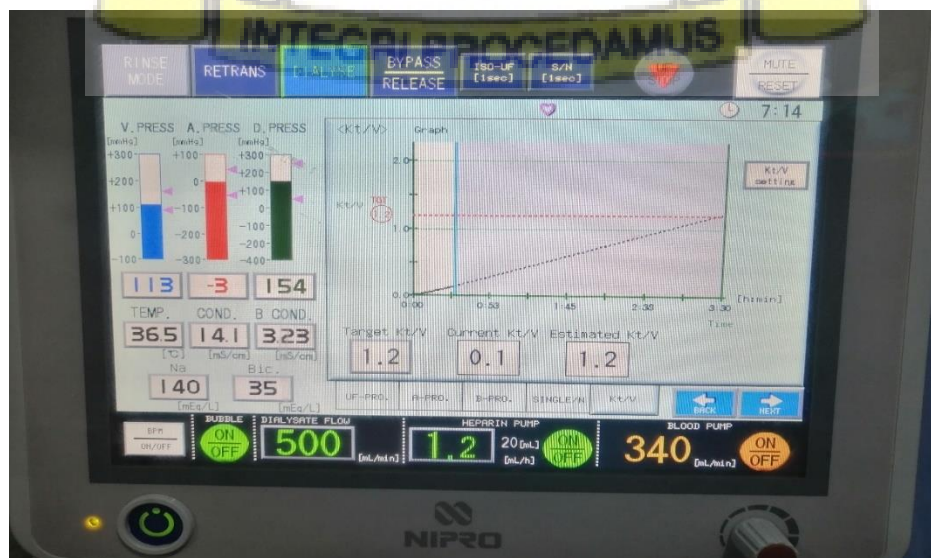 INTEGRI PROCEDAMUS
RINSE
MODE
RETRANS
DIALYSE
BYPASS
RELEASE
ISO-UF
[1sec]
S/N
[1sec]
MUTE
RESET
7:14
V. PRESS A. PRESS D. PRESS
[mmHg] [mmHg] [mmHg]
+300 +100 +300
+200 0 +200
+100 -100 +100
0 -200 0
-100 -300 -100
-200
-400
113 -3 154
TEMP. COND. B COND.
36.5 14.1 3.23
[℃] [mS/cm] [mS/cm]
Na Bic.
140 35
[mEq/L] [mEq/L]
<Kt/V> Graph
Kt/V
setting
2.0
Kt/V TGT
1.2
1.0
0.0
0:00 0:53 1:45 2:38 3:30 [h:min]
Time
Target Kt/V Current Kt/V Estimated Kt/V
1.2 0.1 1.2
UF-PRO. A-PRO. B-PRO. SINGLE/N Kt/V BACK NEXT
BPM
ON/OFF
BUBBLE
ON
OFF
DIALYSATE FLOW
500 [mL/min]
HEPARIN PUMP
1.2 20 [mL]
[mL/h]
ON
OFF
BLOOD PUMP
340 [mL/min]
ON
OFF
NIPRO